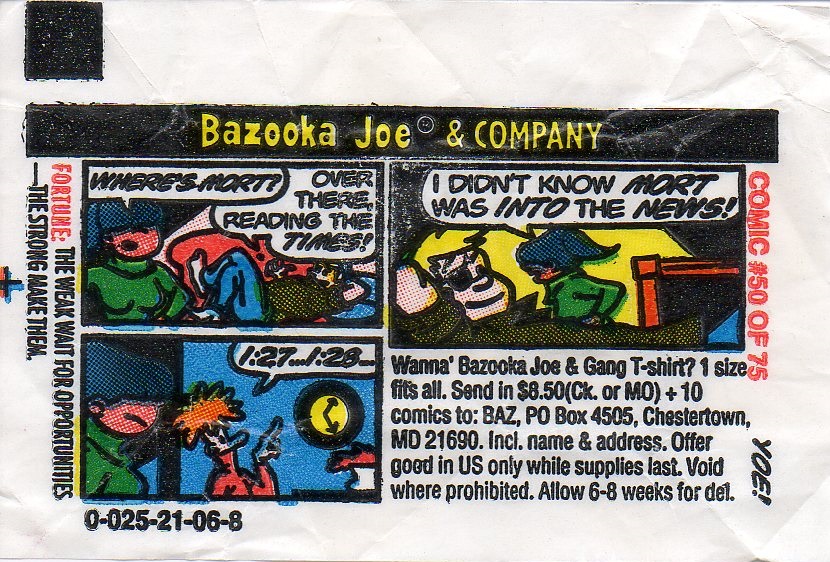 Bazooka Joe® & COMPANY
WHERE'S MORT?
OVER
THERE,
READING THE
TIMES!
I DIDN'T KNOW MORT
WAS INTO THE NEWS!
1:27...1:28...
Wanna' Bazooka Joe & Gang T-shirt? 1 size
fits all. Send in $8.50(Ck. or MO) + 10
comics to: BAZ, PO Box 4505, Chestertown,
MD 21690. Incl. name & address. Offer
good in US only while supplies last. Void
where prohibited. Allow 6-8 weeks for del.
FORTUNE: THE WEAK WAIT FOR OPPORTUNITIES
—THE STRONG MAKE THEM.
COMIC #50 OF 75
YOE!
0-025-21-06-8